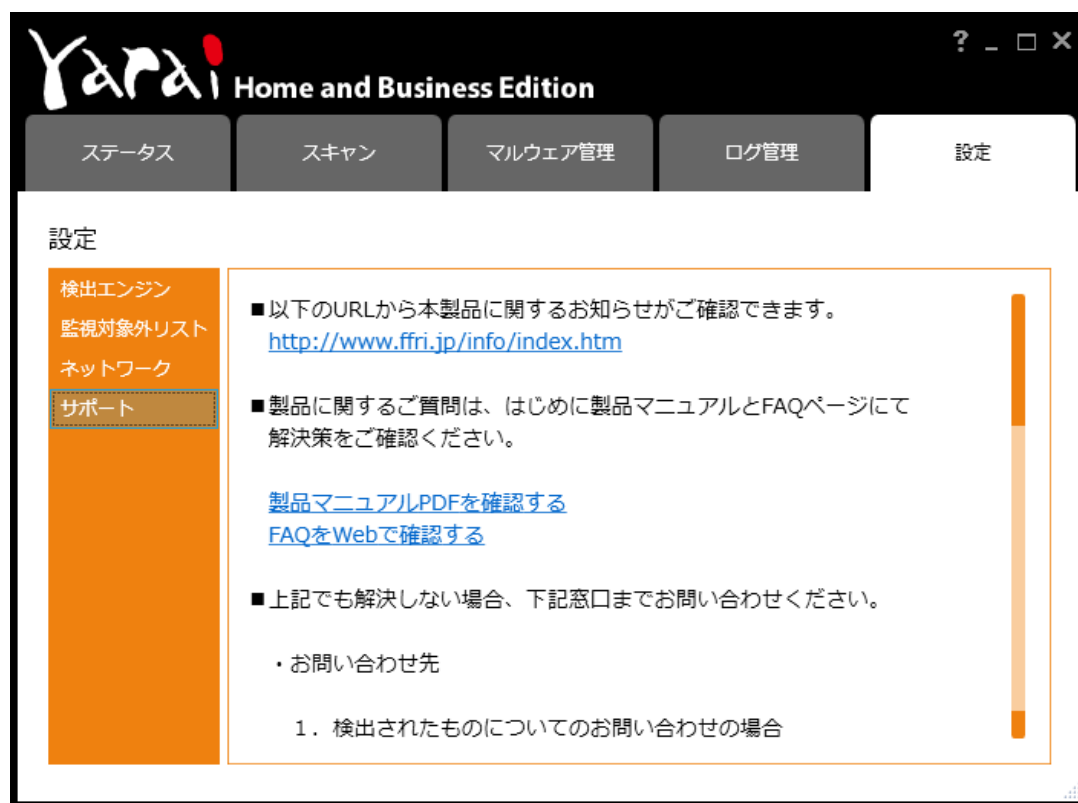 Yarai Home and Business Edition
? _ □ ×
ステータス スキャン マルウェア管理 ログ管理 設定
設定
検出エンジン
監視対象外リスト
ネットワーク
サポート
■以下のURLから本製品に関するお知らせがご確認できます。
http://www.ffri.jp/info/index.htm
■製品に関するご質問は、はじめに製品マニュアルとFAQページにて
解決策をご確認ください。
製品マニュアルPDFを確認する
FAQをWebで確認する
■上記でも解決しない場合、下記窓口までお問い合わせください。
・お問い合わせ先
1．検出されたものについてのお問い合わせの場合